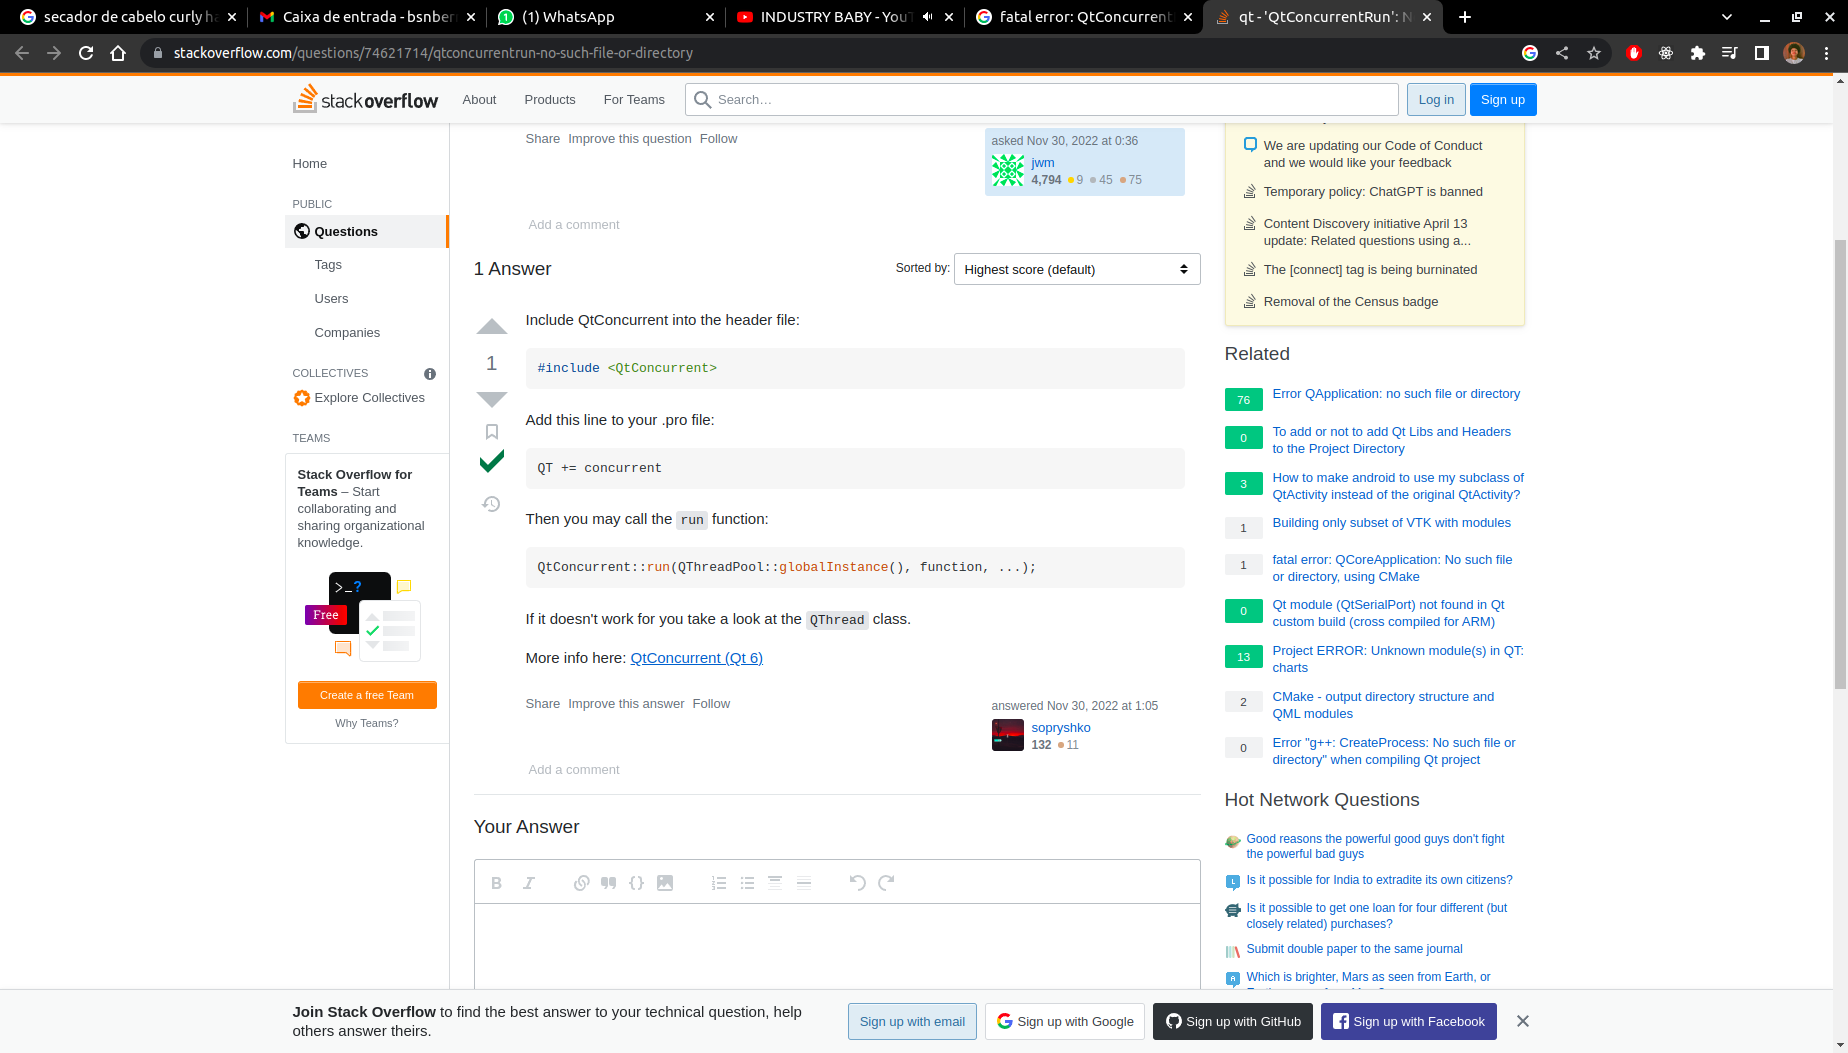 secador de cabelo curly ha
Caixa de entrada - bsnberr
(1) WhatsApp
INDUSTRY BABY - YouT
fatal error: QtConcurrent
qt - 'QtConcurrentRun': N
stackoverflow.com/questions/74621714/qtconcurrentrun-no-such-file-or-directory
stackoverflow
About
Products
For Teams
Search…
Log in
Sign up
Home
PUBLIC
Questions
Tags
Users
Companies
COLLECTIVES
Explore Collectives
TEAMS
Stack Overflow for
Teams – Start
collaborating and
sharing organizational
knowledge.
>_?
Free
Create a free Team
Why Teams?
Share Improve this question Follow
asked Nov 30, 2022 at 0:36
jwm
4,794 9 45 75
Add a comment
1 Answer
Sorted by:
Highest score (default)
1
Include QtConcurrent into the header file:
#include <QtConcurrent>
Add this line to your .pro file:
QT += concurrent
Then you may call the run function:
QtConcurrent::run(QThreadPool::globalInstance(), function, ...);
If it doesn't work for you take a look at the QThread class.
More info here: QtConcurrent (Qt 6)
Share Improve this answer Follow
answered Nov 30, 2022 at 1:05
sopryshko
132 11
Add a comment
Your Answer
B I
We are updating our Code of Conduct
and we would like your feedback
Temporary policy: ChatGPT is banned
Content Discovery initiative April 13
update: Related questions using a...
The [connect] tag is being burninated
Removal of the Census badge
Related
76 Error QApplication: no such file or directory
0 To add or not to add Qt Libs and Headers
to the Project Directory
3 How to make android to use my subclass of
QtActivity instead of the original QtActivity?
1 Building only subset of VTK with modules
1 fatal error: QCoreApplication: No such file
or directory, using CMake
0 Qt module (QtSerialPort) not found in Qt
custom build (cross compiled for ARM)
13 Project ERROR: Unknown module(s) in QT:
charts
2 CMake - output directory structure and
QML modules
0 Error "g++: CreateProcess: No such file or
directory" when compiling Qt project
Hot Network Questions
Good reasons the powerful good guys don't fight
the powerful bad guys
Is it possible for India to extradite its own citizens?
Is it possible to get one loan for four different (but
closely related) purchases?
Submit double paper to the same journal
Which is brighter, Mars as seen from Earth, or
Join Stack Overflow to find the best answer to your technical question, help
others answer theirs.
Sign up with email
Sign up with Google
Sign up with GitHub
Sign up with Facebook